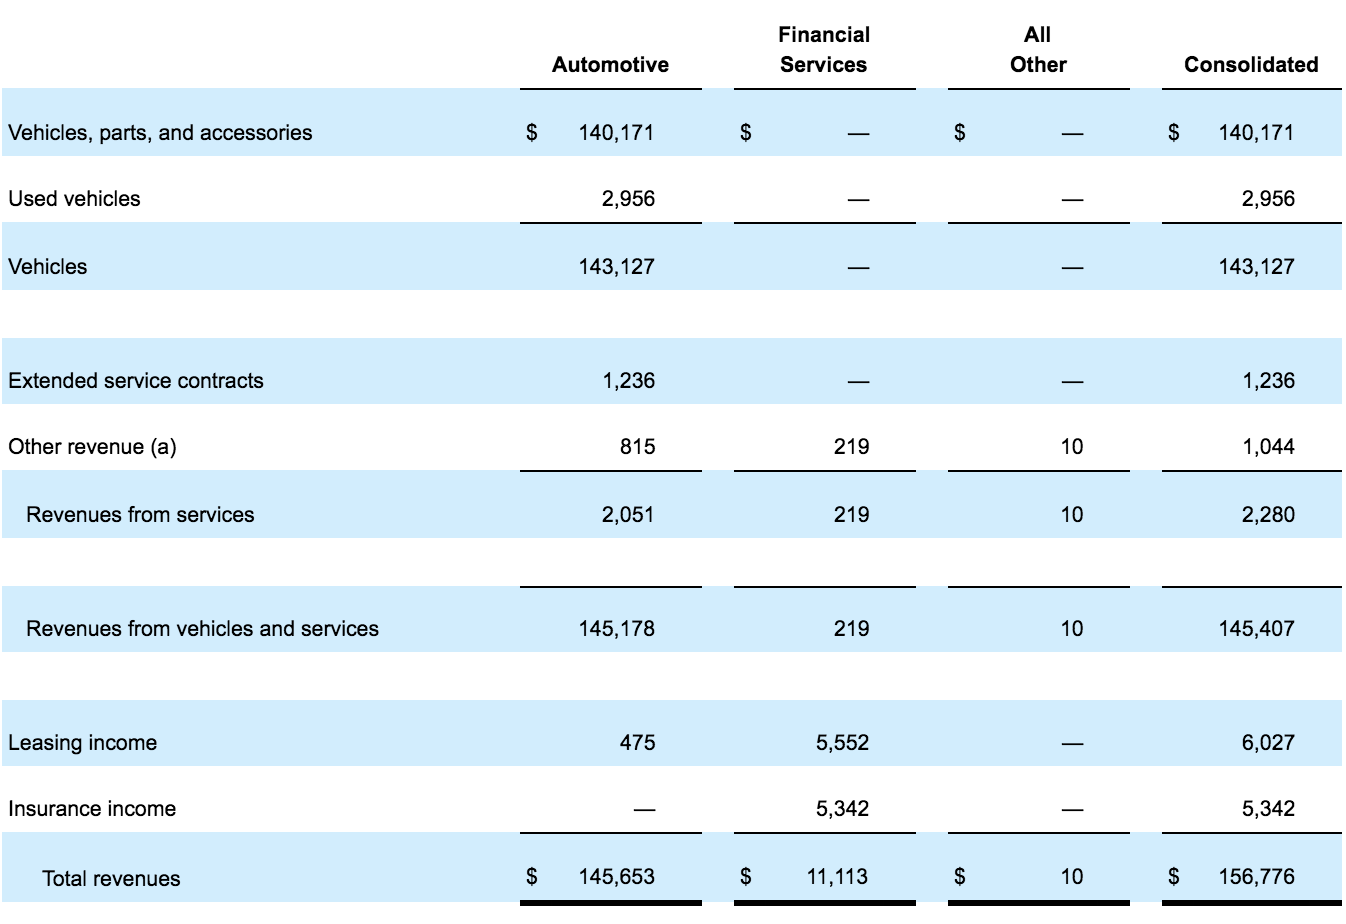 Financial All
Automotive Services Other Consolidated
Vehicles, parts, and accessories $ 140,171 $ — $ — $ 140,171
Used vehicles 2,956 — — 2,956
Vehicles 143,127 — — 143,127
Extended service contracts 1,236 — — 1,236
Other revenue (a) 815 219 10 1,044
Revenues from services 2,051 219 10 2,280
Revenues from vehicles and services 145,178 219 10 145,407
Leasing income 475 5,552 — 6,027
Insurance income — 5,342 — 5,342
Total revenues $ 145,653 $ 11,113 $ 10 $ 156,776